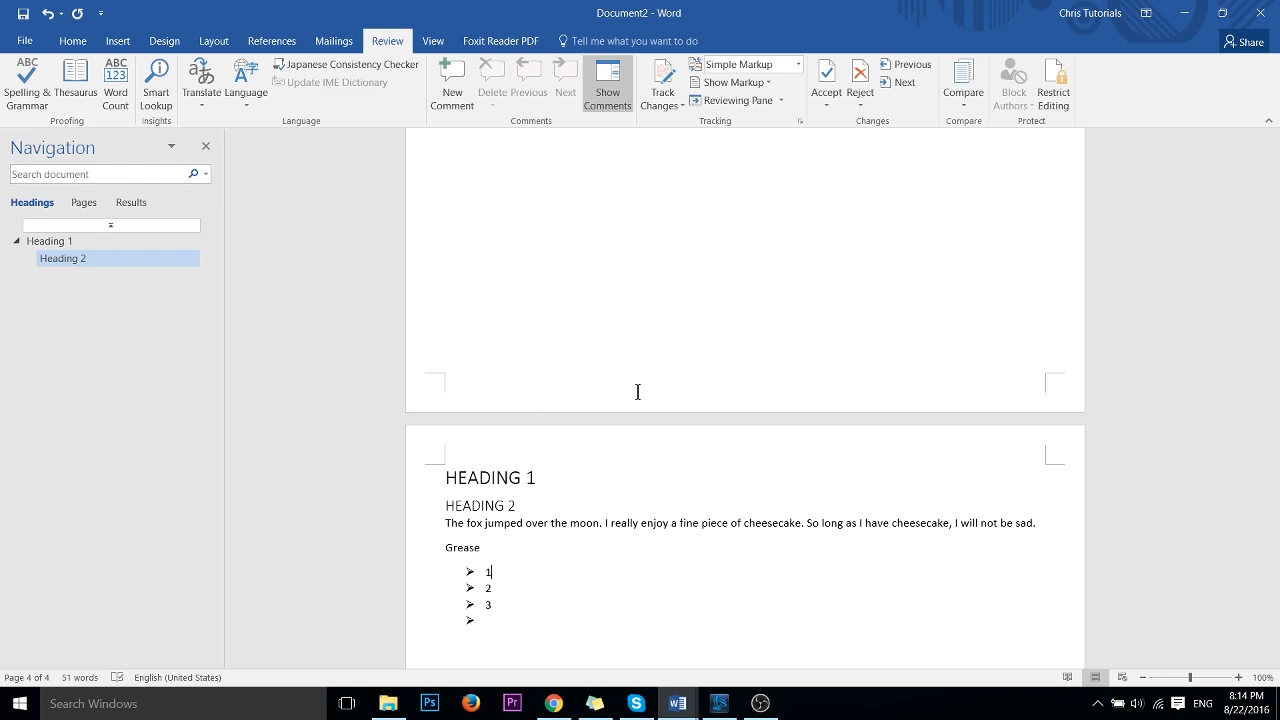 Document2 - Word
Chris Tutorials
File Home Insert Design Layout References Mailings Review View Foxit Reader PDF Tell me what you want to do Share
ABC Spelling & Grammar
Thesaurus
ABC 123 Word Count
Proofing
Smart Lookup
Insights
Translate
Language
Japanese Consistency Checker
Update IME Dictionary
Language
New Comment
Delete
Previous
Next
Show Comments
Comments
Track Changes
Simple Markup
Show Markup
Reviewing Pane
Tracking
Accept
Reject
Previous
Next
Changes
Compare
Compare
Block Authors
Restrict Editing
Protect
Navigation
Search document
Headings Pages Results
Heading 1
Heading 2
HEADING 1
HEADING 2
The fox jumped over the moon. I really enjoy a fine piece of cheesecake. So long as I have cheesecake, I will not be sad.
Grease
➢ 1
➢ 2
➢ 3
➢
Page 4 of 4 51 words English (United States) 100%
Search Windows
Ps
Pr
ENG
8:14 PM
8/22/2016